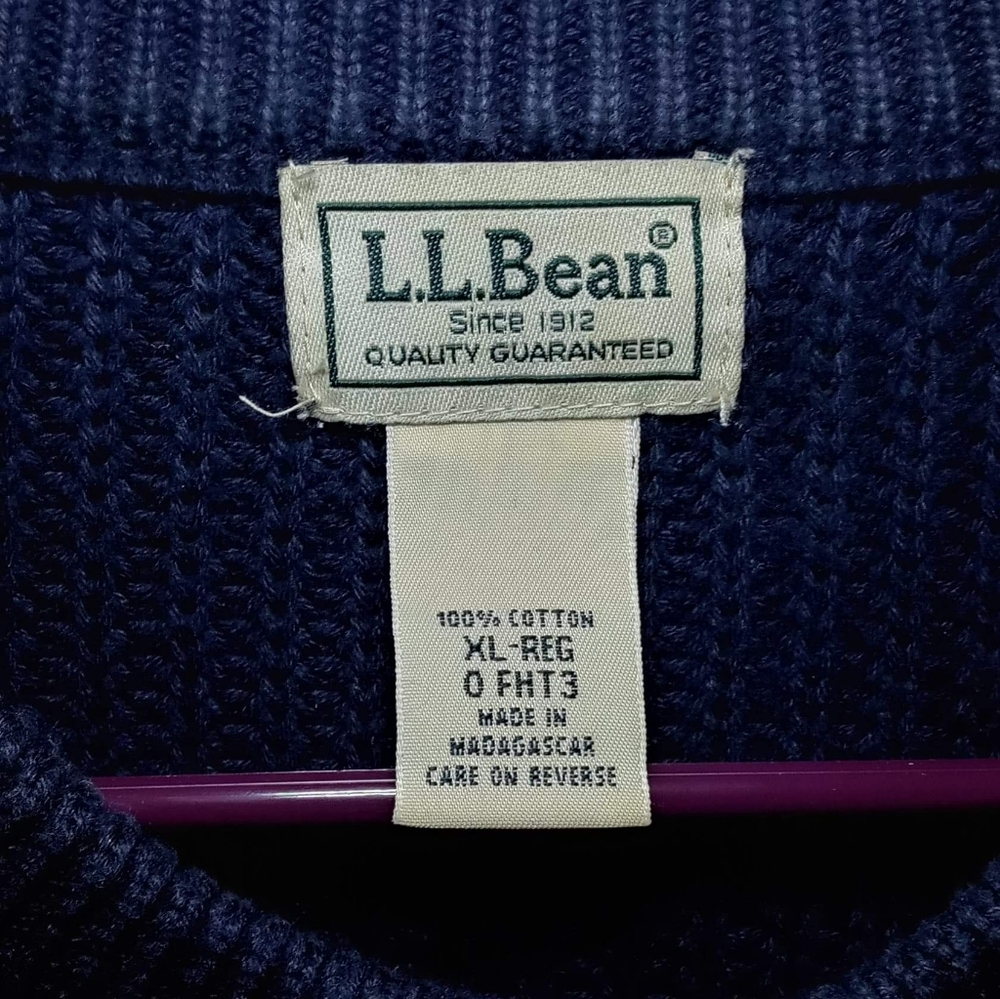 L.L.Bean®
Since 1912
QUALITY GUARANTEED
100% COTTON
XL-REG
0 FHT3
MADE IN
MADAGASCAR
CARE ON REVERSE